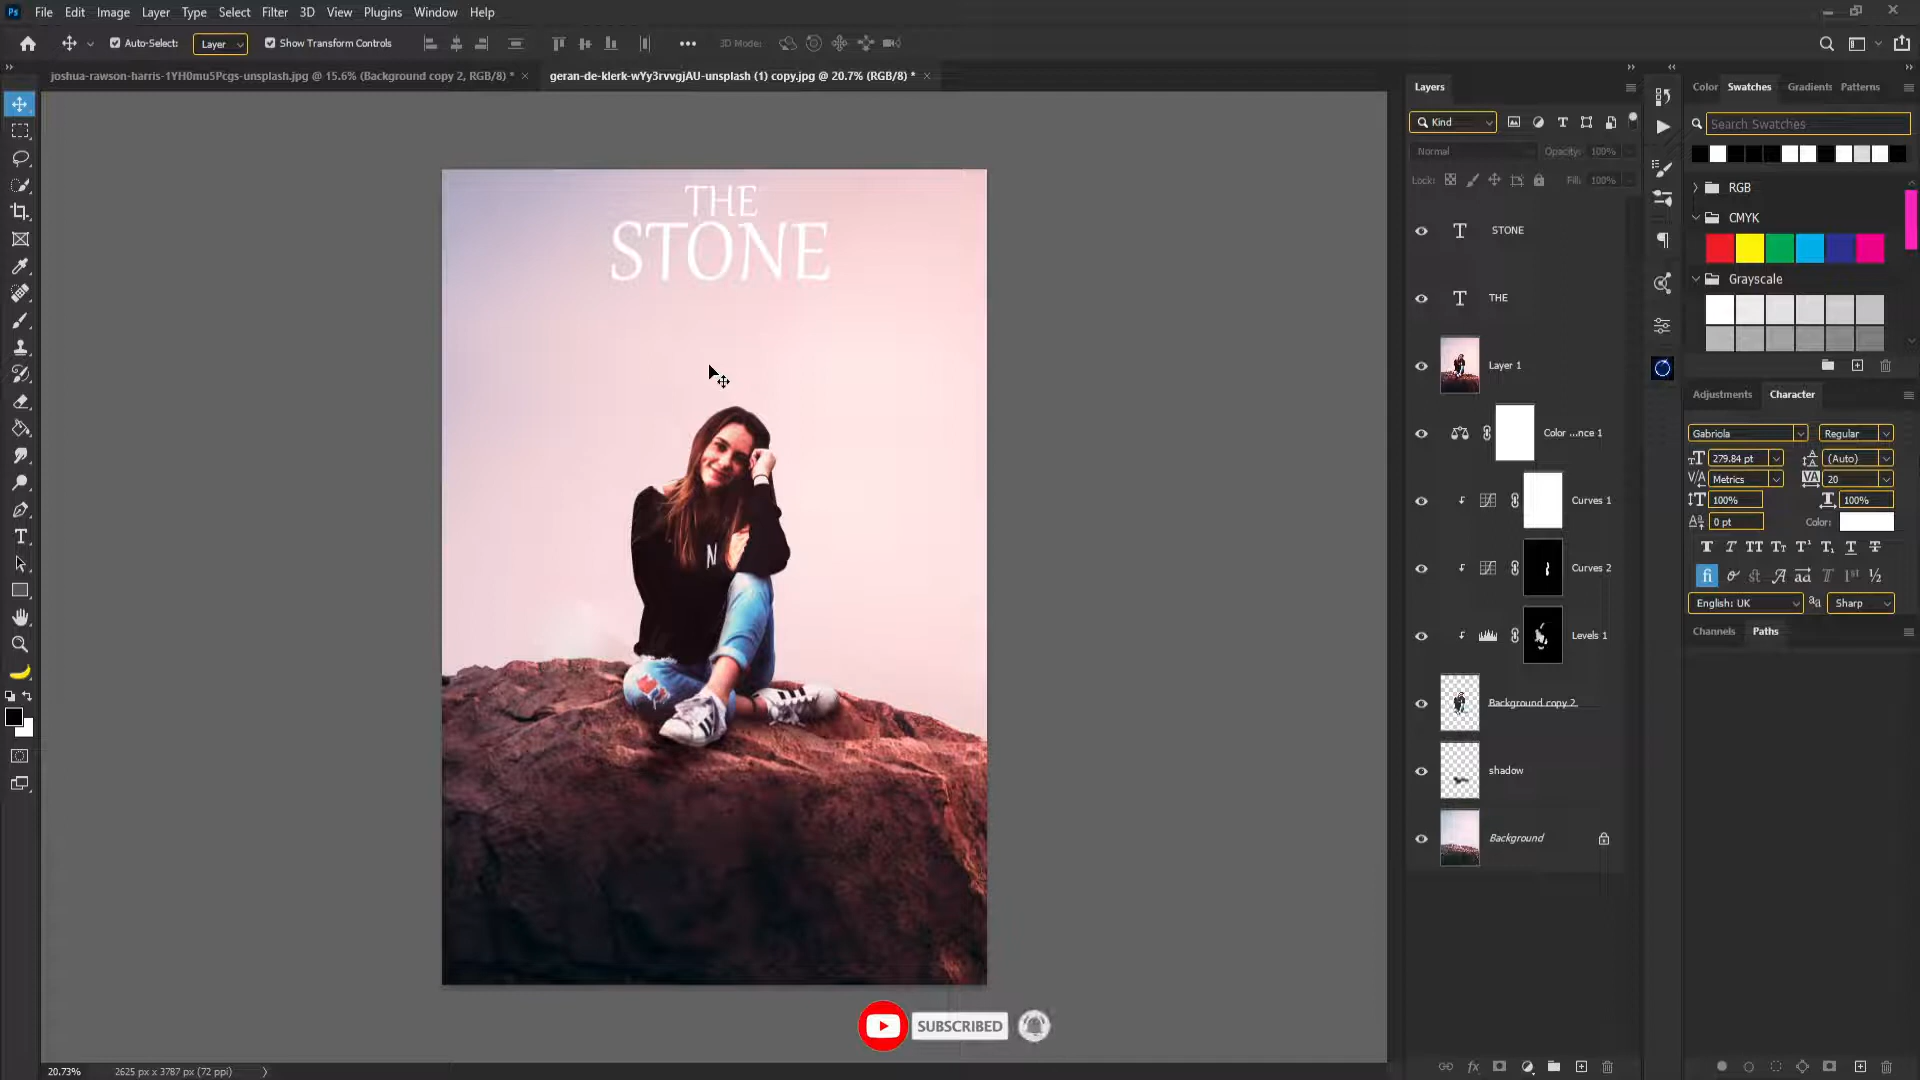 Ps File Edit Image Layer Type Select Filter 3D View Plugins Window Help
Auto-Select: Layer Show Transform Controls 3D Mode:
joshua-rawson-harris-1YH0mu5Pcgs-unsplash.jpg @ 15.6% (Background copy 2, RGB/8) *
geran-de-klerk-wYy3rvvgjAU-unsplash (1) copy.jpg @ 20.7% (RGB/8) *
THE
STONE
N
SUBSCRIBED
20.73% 2625 px x 3787 px (72 ppi)
Layers
Kind
Normal Opacity: 100%
Lock: Fill: 100%
STONE
THE
Layer 1
Color ...nce 1
Curves 1
Curves 2
Levels 1
Background copy 2
shadow
Background
Color Swatches Gradients Patterns
Search Swatches
RGB
CMYK
Grayscale
Adjustments Character
Gabriola Regular
279.84 pt (Auto)
Metrics 20
100% 100%
0 pt Color:
English: UK Sharp
Channels Paths